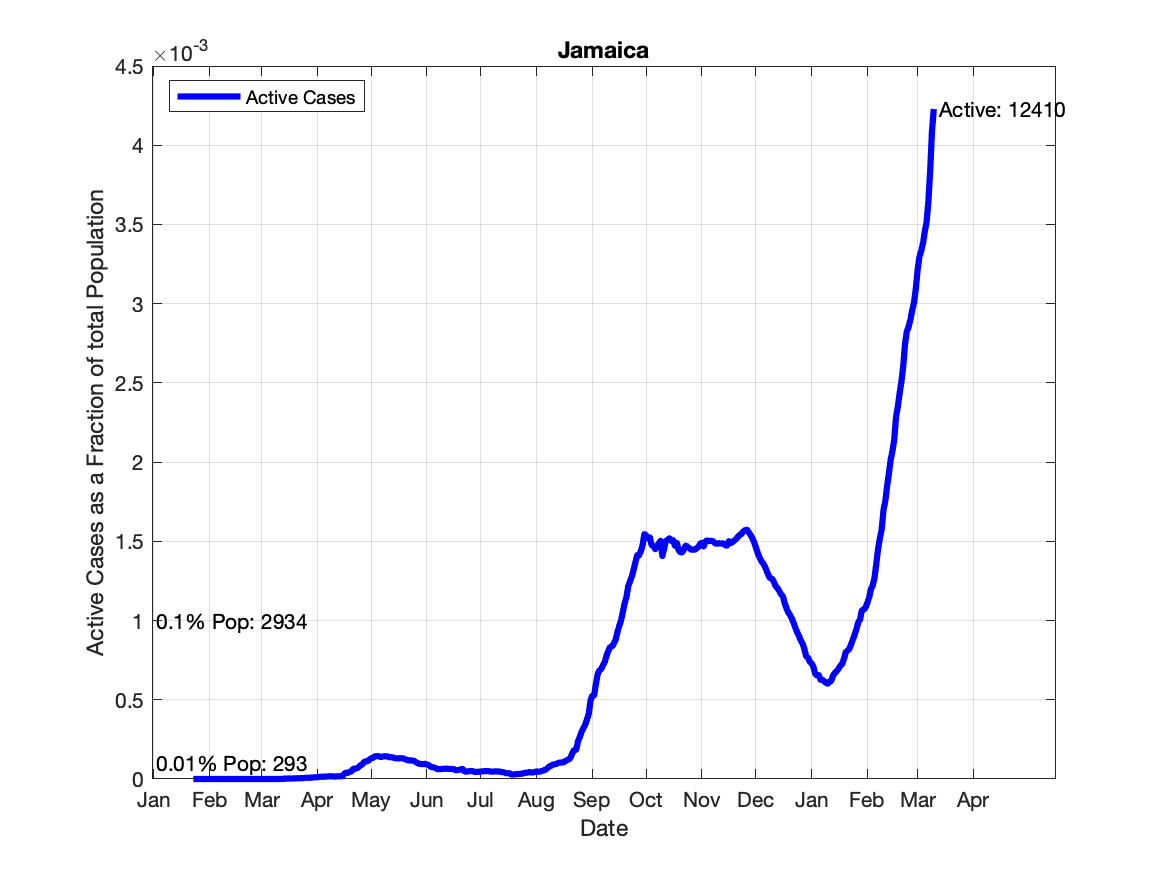 Jamaica
×10-3
4.5
4
3.5
3
2.5
2
1.5
1
0.5
0
Active Cases
Active: 12410
0.1% Pop: 2934
0.01% Pop: 293
Active Cases as a Fraction of total Population
Jan Feb Mar Apr May Jun Jul Aug Sep Oct Nov Dec Jan Feb Mar Apr
Date